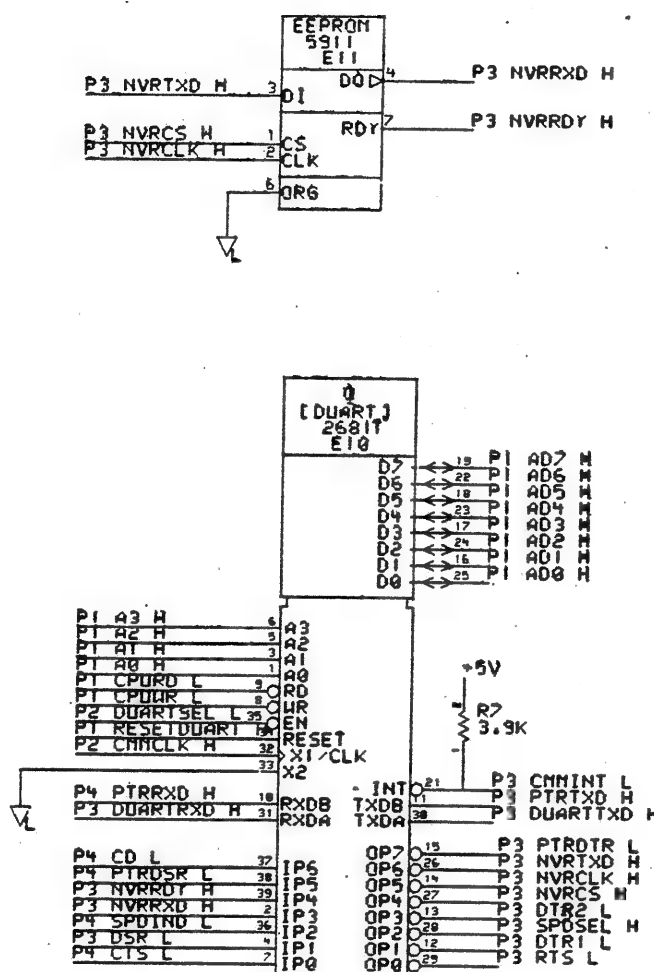 EEPROM
5911
E11
P3 NVRTXD H 3 DI DO 4 P3 NVRRXD H
RDY 7 P3 NVRRDY H
P3 NVRCS H 1 CS
P3 NVRCLK H 2 CLK
6 ORG
L
[DUART]
2681T
E10
D7 19 P1 AD7 H
D6 22 P1 AD6 H
D5 18 P1 AD5 H
D4 23 P1 AD4 H
D3 17 P1 AD3 H
D2 24 P1 AD2 H
D1 16 P1 AD1 H
D0 25 P1 AD0 H
P1 A3 H 6 A3
P1 A2 H 5 A2
P1 A1 H 3 A1
P1 A0 H 1 A0
P1 CPURD L 9 RD
P1 CPUWR L 8 WR
P2 DUARTSEL L 35 EN
P1 RESETDUART RESET
P2 CMMCLK H 32 X1/CLK
33 X2
L
+5V
R7
3.9K
1
INT 21 P3 CMMINT L
P4 PTRRXD H 10 RXDB TXDB 11 P3 PTRTXD H
P3 DUARTRXD H 31 RXDA TXDA 30 P3 DUARTTXD H
P4 CD L 37 IP6 OP7 15 P3 PTRDTR L
P4 PTRDSR L 38 IP5 OP6 26 P3 NVRTXD H
P3 NVRRDY H 39 IP4 OP5 14 P3 NVRCLK H
P3 NVRRXD H 2 IP3 OP4 27 P3 NVRCS H
P4 SPDIND L 36 IP2 OP3 13 P3 DTR2 L
P3 DSR L 4 IP1 OP2 28 P3 SPDSEL H
P4 CTS L 7 IP0 OP1 12 P3 DTR1 L
OP0 29 P3 RTS L